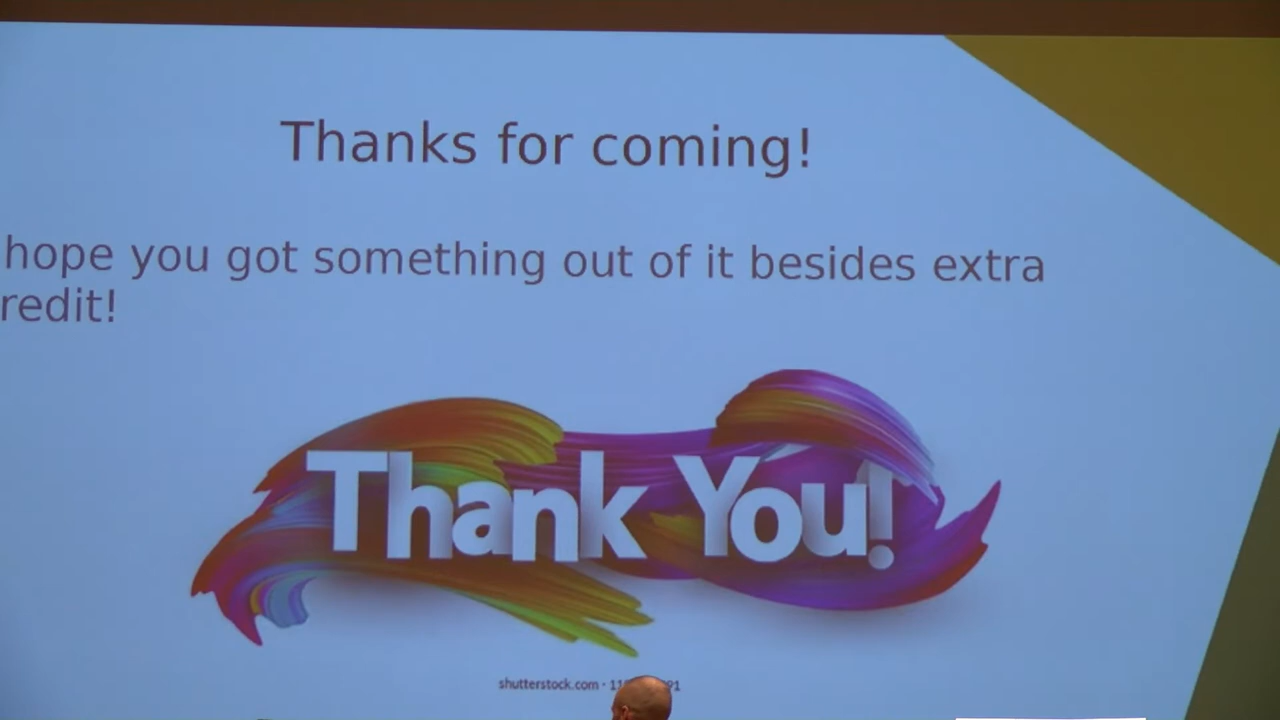 Thanks for coming!
hope you got something out of it besides extra
redit!
Thank You!
shutterstock.com ·